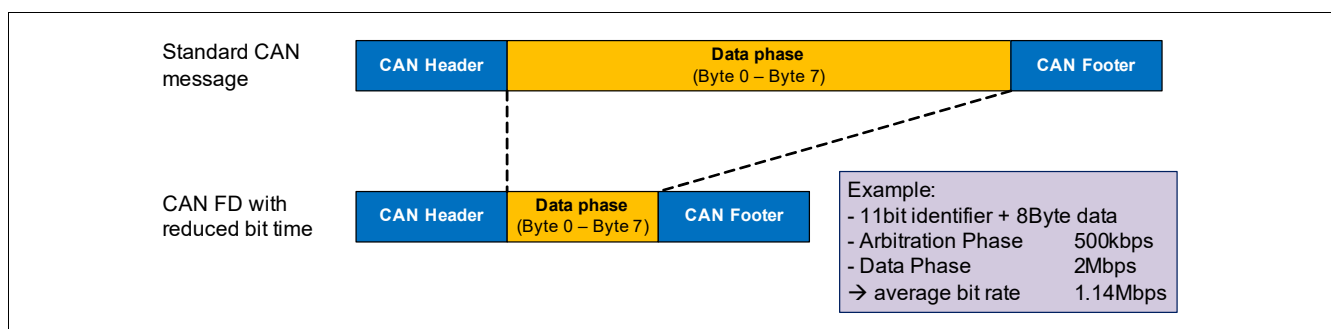 Standard CAN
message
CAN Header
Data phase
(Byte 0 – Byte 7)
CAN Footer
CAN FD with
reduced bit time
CAN Header
Data phase
(Byte 0 – Byte 7)
CAN Footer
Example:
- 11bit identifier + 8Byte data
- Arbitration Phase 500kbps
- Data Phase 2Mbps
→ average bit rate 1.14Mbps